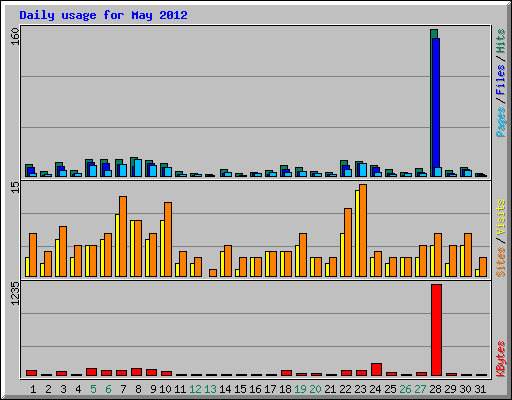 Daily usage for May 2012
160
Pages / Files / Hits
15
Sites / Visits
1235
KBytes
1 2 3 4 5 6 7 8 9 10 11 12 13 14 15 16 17 18 19 20 21 22 23 24 25 26 27 28 29 30 31